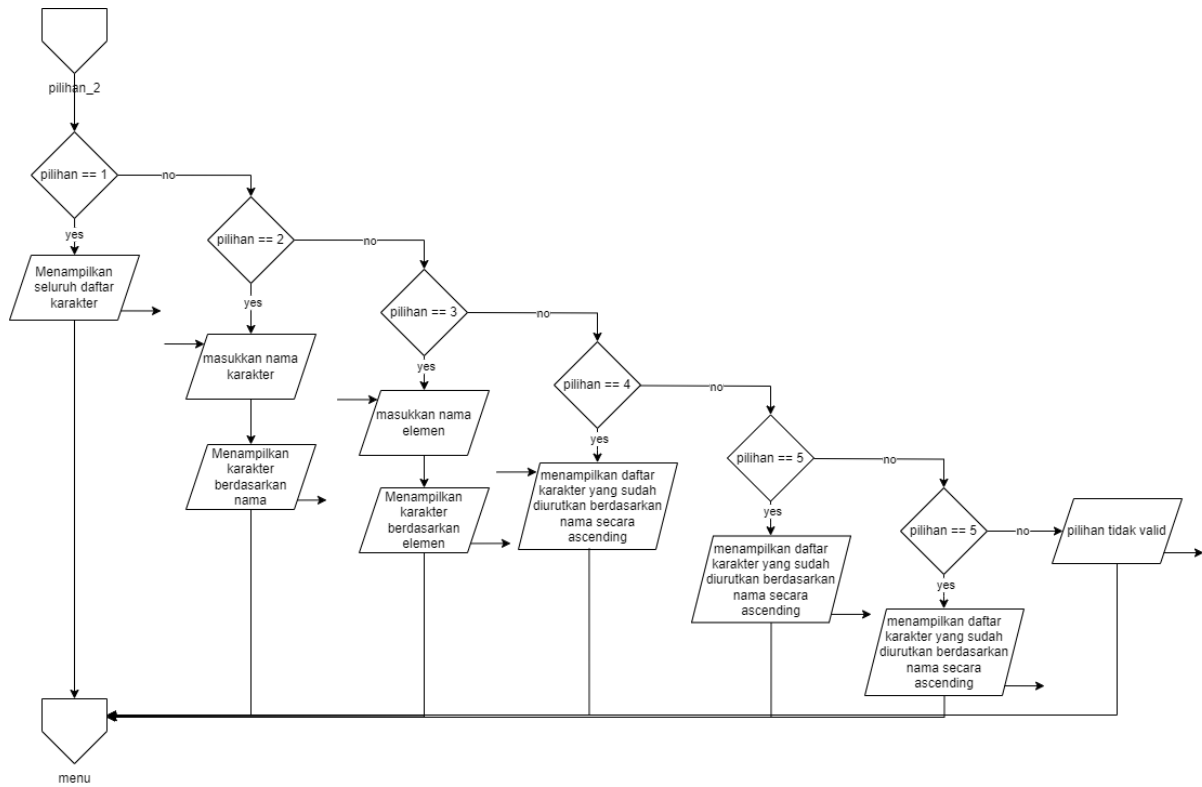 pilihan_2
pilihan == 1
no
yes
Menampilkan
seluruh daftar
karakter
pilihan == 2
no
yes
masukkan nama
karakter
Menampilkan
karakter
berdasarkan
nama
pilihan == 3
no
yes
masukkan nama
elemen
Menampilkan
karakter
berdasarkan
elemen
pilihan == 4
no
yes
menampilkan daftar
karakter yang sudah
diurutkan berdasarkan
nama secara
ascending
pilihan == 5
no
yes
menampilkan daftar
karakter yang sudah
diurutkan berdasarkan
nama secara
ascending
pilihan == 5
no
yes
menampilkan daftar
karakter yang sudah
diurutkan berdasarkan
nama secara
ascending
pilihan tidak valid
menu